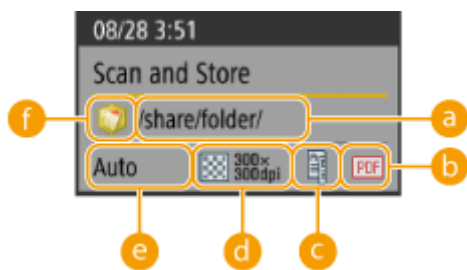 08/28 3:51
Scan and Store
f /share/folder/ a
Auto 300× 300dpi PDF b
e d c